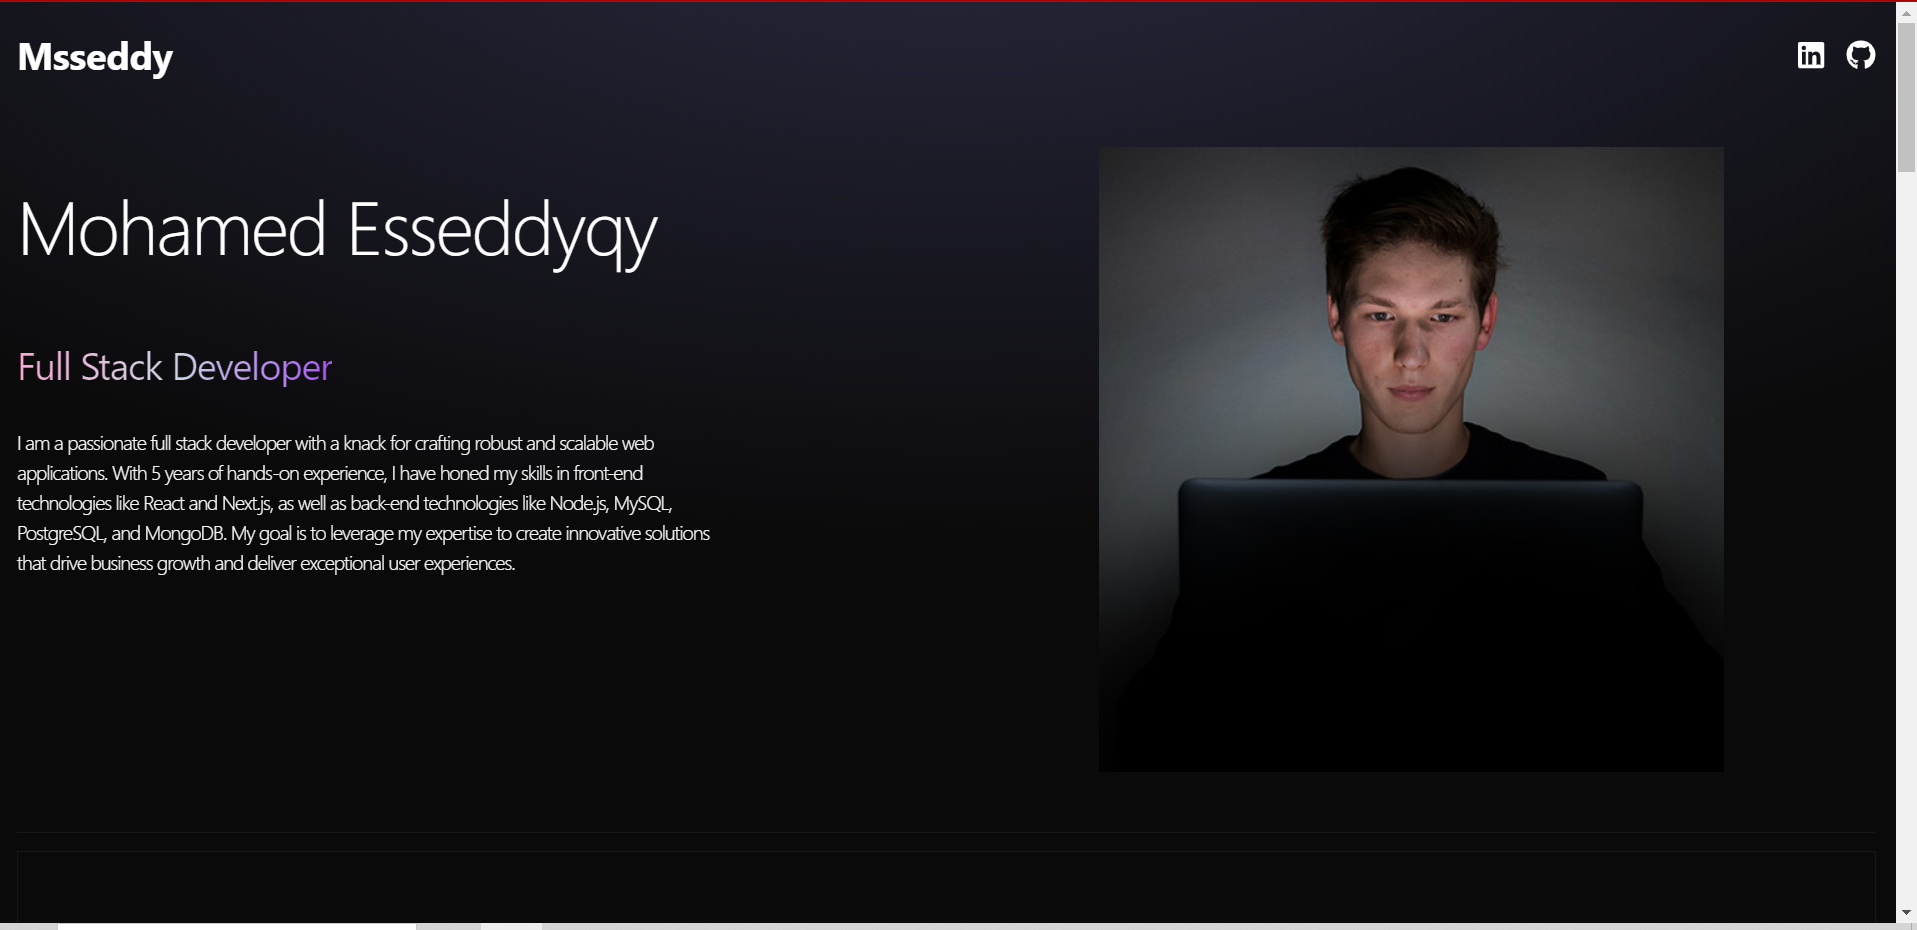 Msseddy
Mohamed Esseddyqy
Full Stack Developer
I am a passionate full stack developer with a knack for crafting robust and scalable web
applications. With 5 years of hands-on experience, I have honed my skills in front-end
technologies like React and Next.js, as well as back-end technologies like Node.js, MySQL,
PostgreSQL, and MongoDB. My goal is to leverage my expertise to create innovative solutions
that drive business growth and deliver exceptional user experiences.